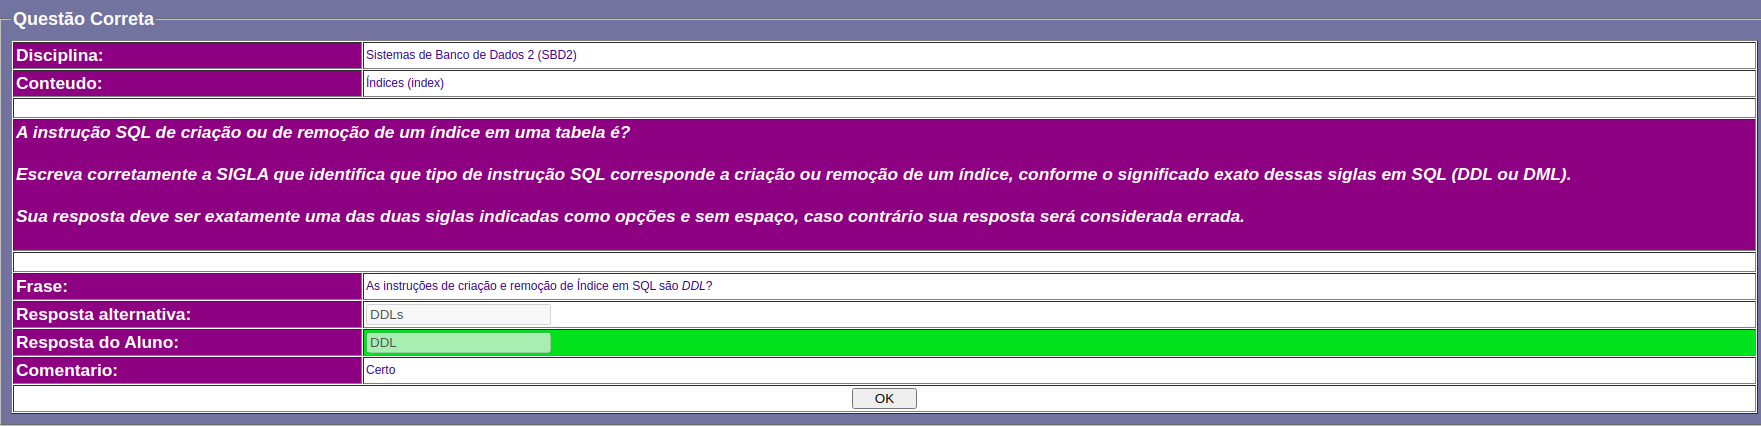 Questão Correta
Disciplina: Sistemas de Banco de Dados 2 (SBD2)
Conteudo: Índices (index)
A instrução SQL de criação ou de remoção de um índice em uma tabela é?
Escreva corretamente a SIGLA que identifica que tipo de instrução SQL corresponde a criação ou remoção de um índice, conforme o significado exato dessas siglas em SQL (DDL ou DML).
Sua resposta deve ser exatamente uma das duas siglas indicadas como opções e sem espaço, caso contrário sua resposta será considerada errada.
Frase: As instruções de criação e remoção de Índice em SQL são DDL?
Resposta alternativa: DDLs
Resposta do Aluno: DDL
Comentario: Certo
OK